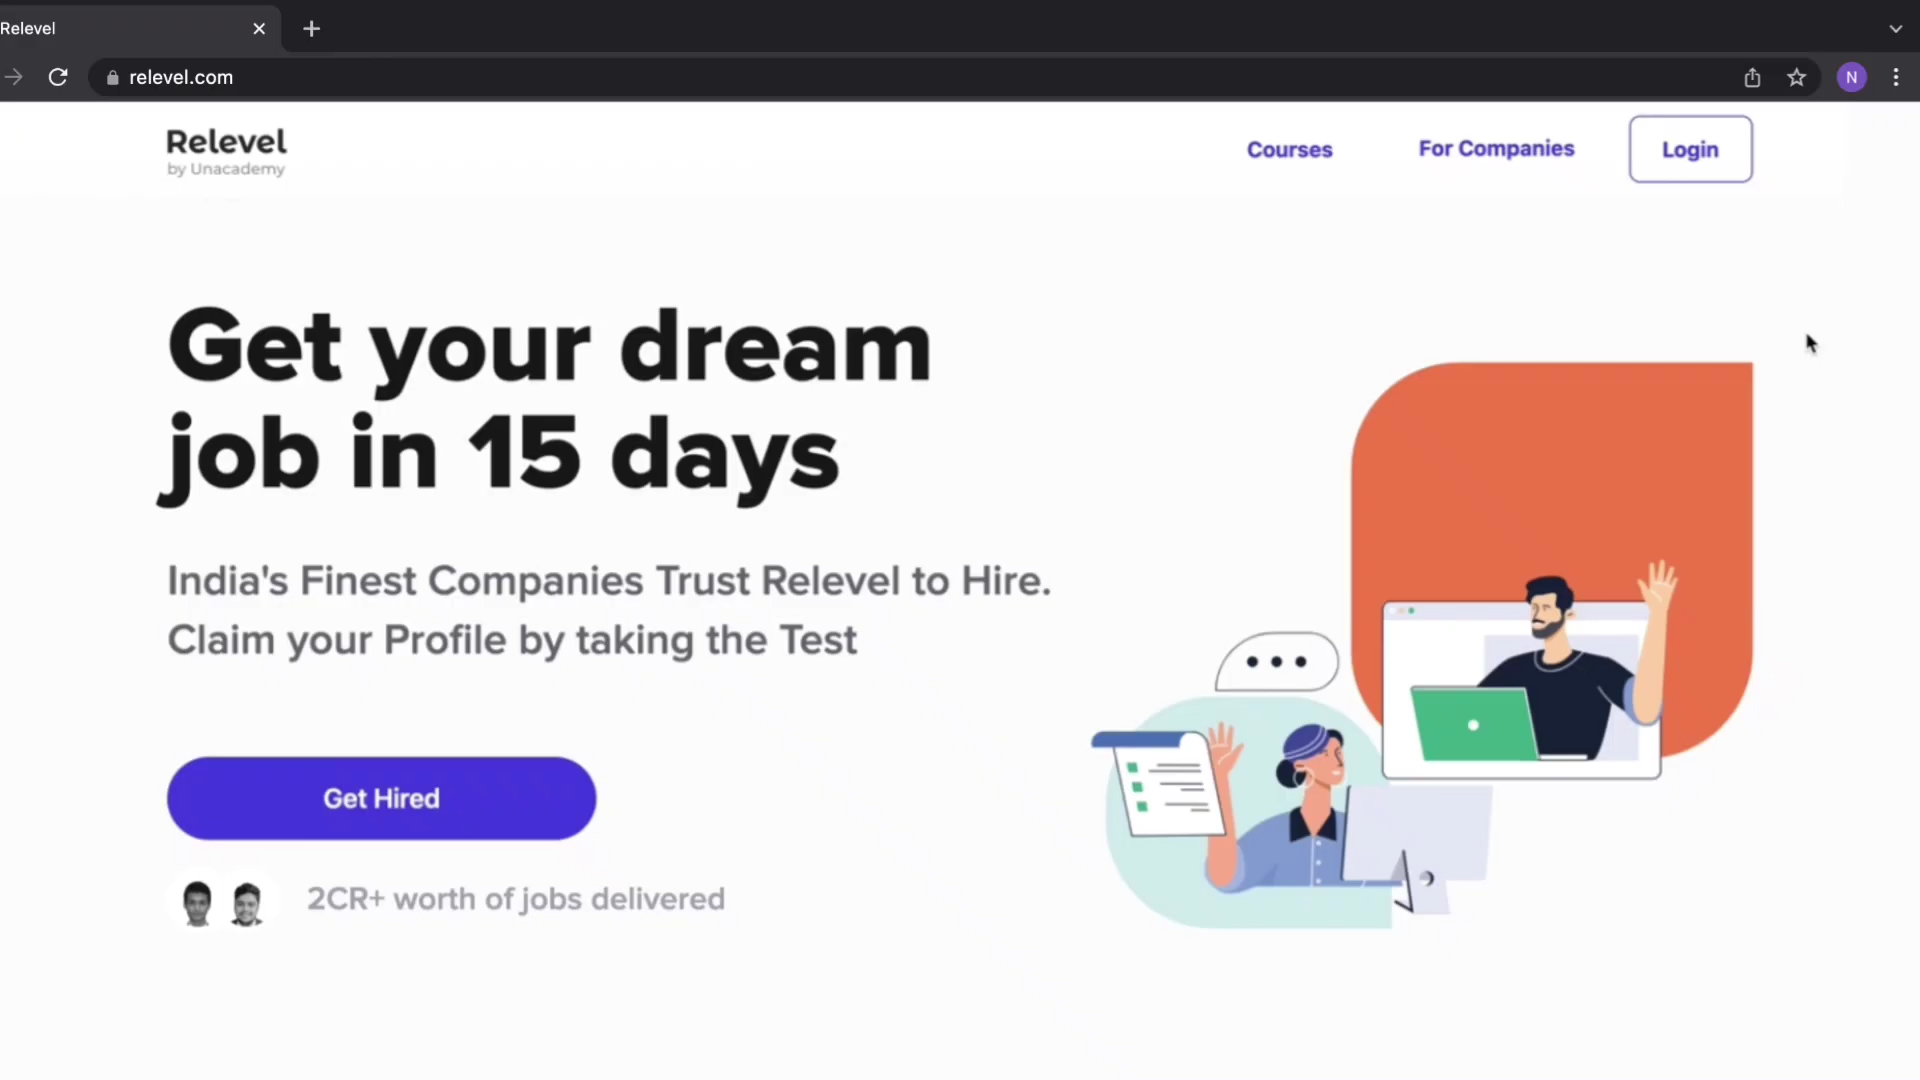 Relevel
relevel.com
N
Relevel
by Unacademy
Courses
For Companies
Login
Get your dream
job in 15 days
India's Finest Companies Trust Relevel to Hire.
Claim your Profile by taking the Test
Get Hired
2CR+ worth of jobs delivered